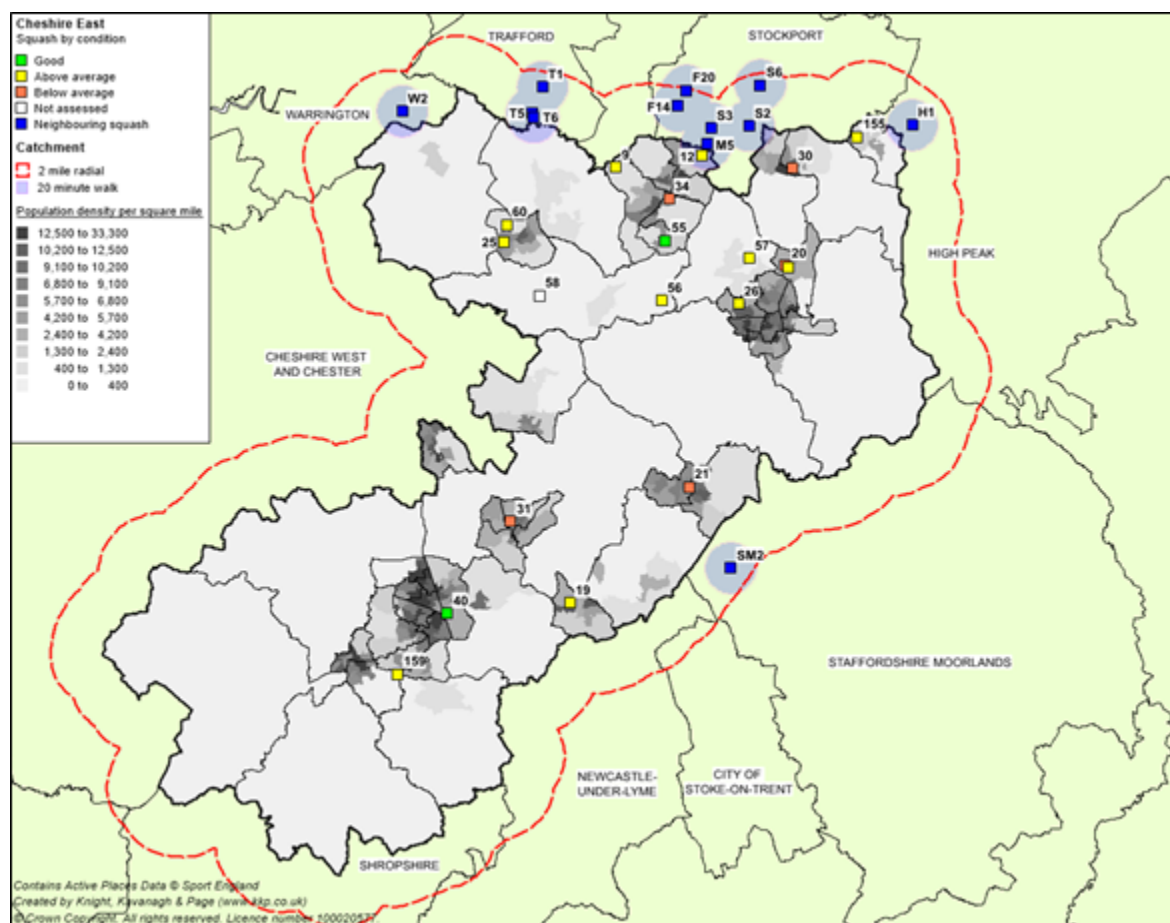 Cheshire East
Squash by condition
Good
Above average
Below average
Not assessed
Neighbouring squash
Catchment
2 mile radial
20 minute walk
Population density per square mile
12,500 to 33,300
10,200 to 12,500
9,100 to 10,200
6,800 to 9,100
5,700 to 6,800
4,200 to 5,700
2,400 to 4,200
1,300 to 2,400
400 to 1,300
0 to 400
TRAFFORD
STOCKPORT
WARRINGTON
HIGH PEAK
CHESHIRE WEST
AND CHESTER
STAFFORDSHIRE MOORLANDS
NEWCASTLE-
UNDER-LYME
CITY OF
STOKE-ON-TRENT
SHROPSHIRE
T1
F20
S6
W2
T5
T6
F14
S3
S2
H1
M5
155
9
12
30
34
60
25
55
57
20
58
56
26
21
31
SM2
19
40
159
Contains Active Places Data © Sport England
Created by Knight, Kavanagh & Page (www.kkp.co.uk)
© Crown Copyright. All rights reserved. Licence number